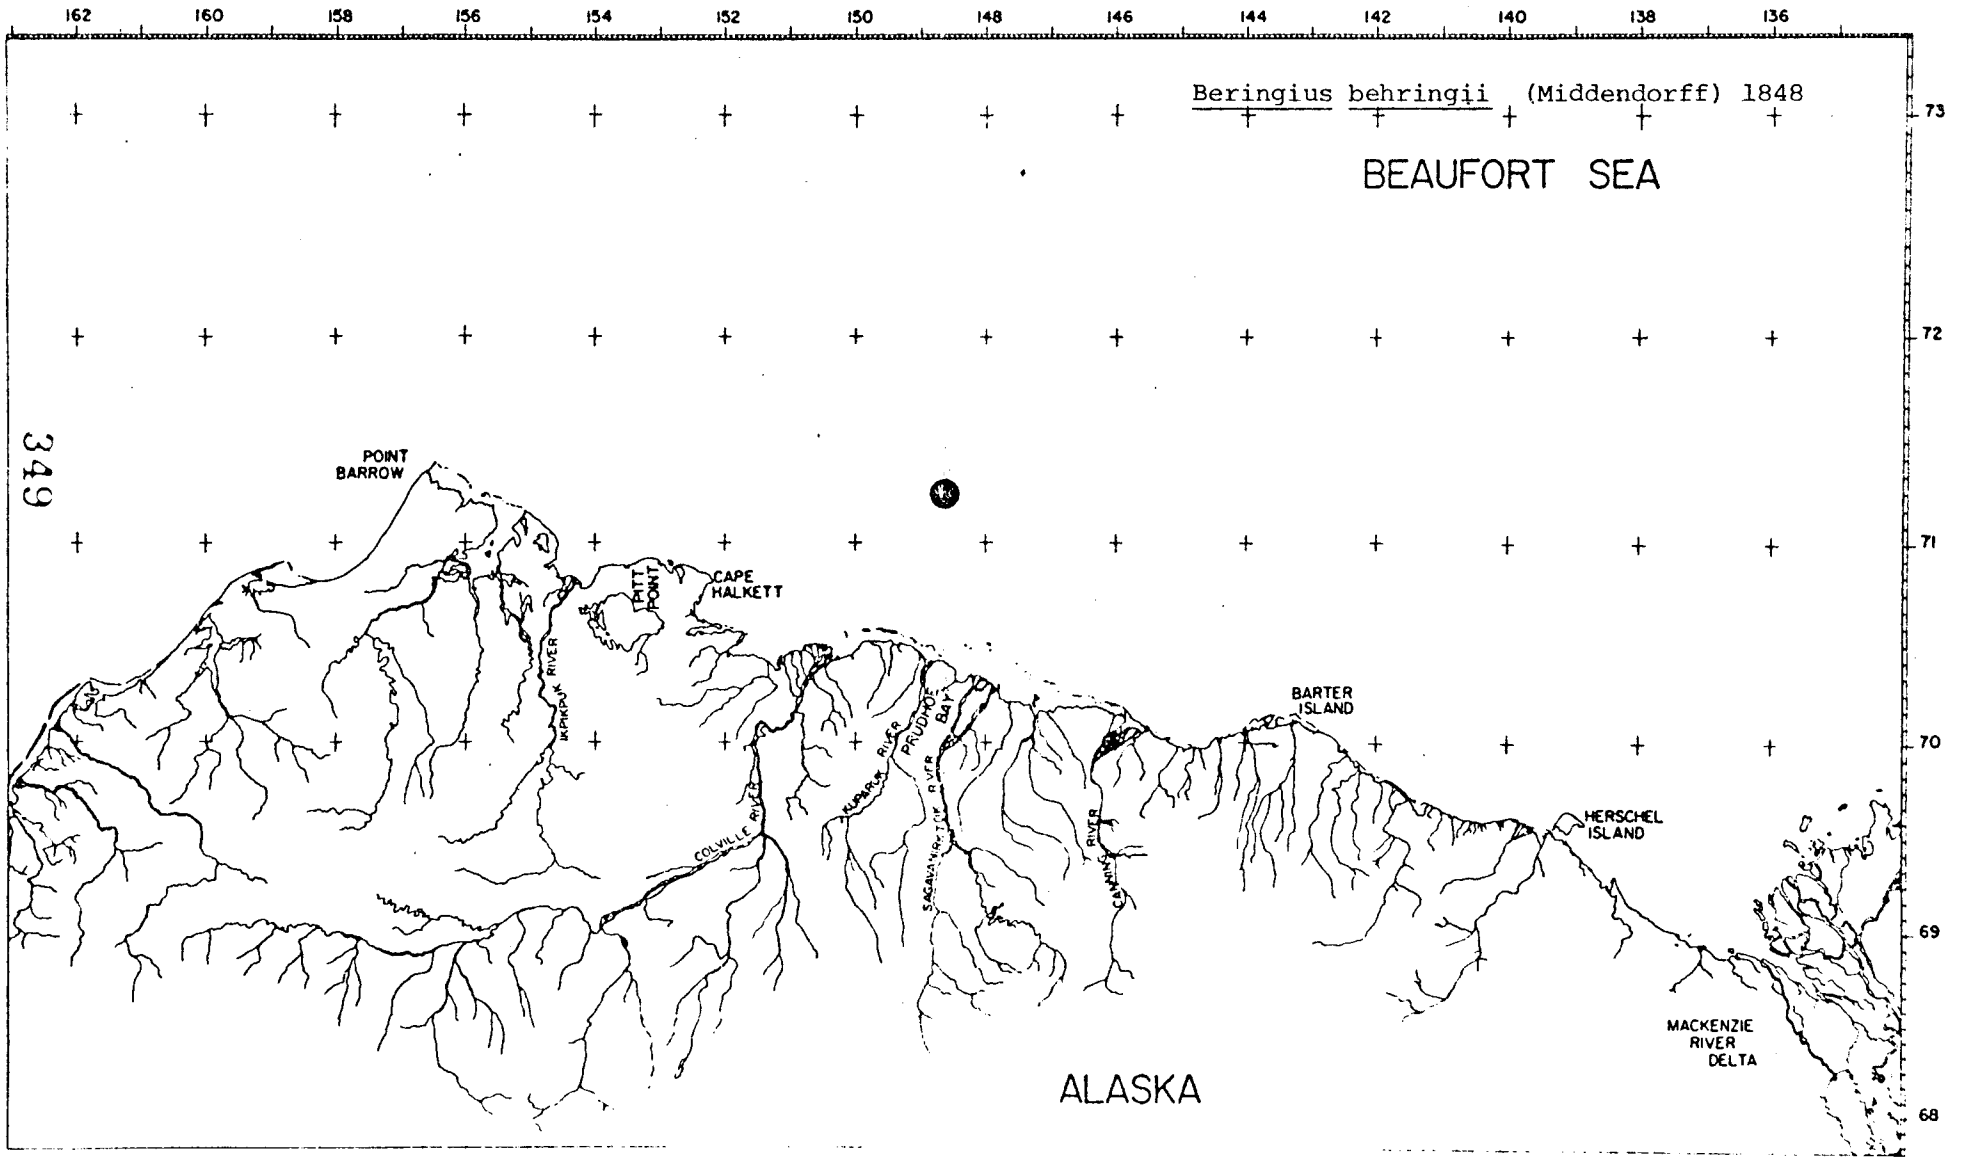 162 160 158 156 154 152 150 148 146 144 142 140 138 136
Beringius behringii (Middendorff) 1848
73
BEAUFORT SEA
72
349
POINT
BARROW
71
PITT
POINT
CAPE
HALKETT
IKPIKPUK RIVER
BARTER
ISLAND
PRUDHOE
BAY
KUPARUK RIVER
70
COLVILLE RIVER
SAGAVANIRKTOK RIVER
CANNING RIVER
HERSCHEL
ISLAND
69
MACKENZIE
RIVER
DELTA
ALASKA
68